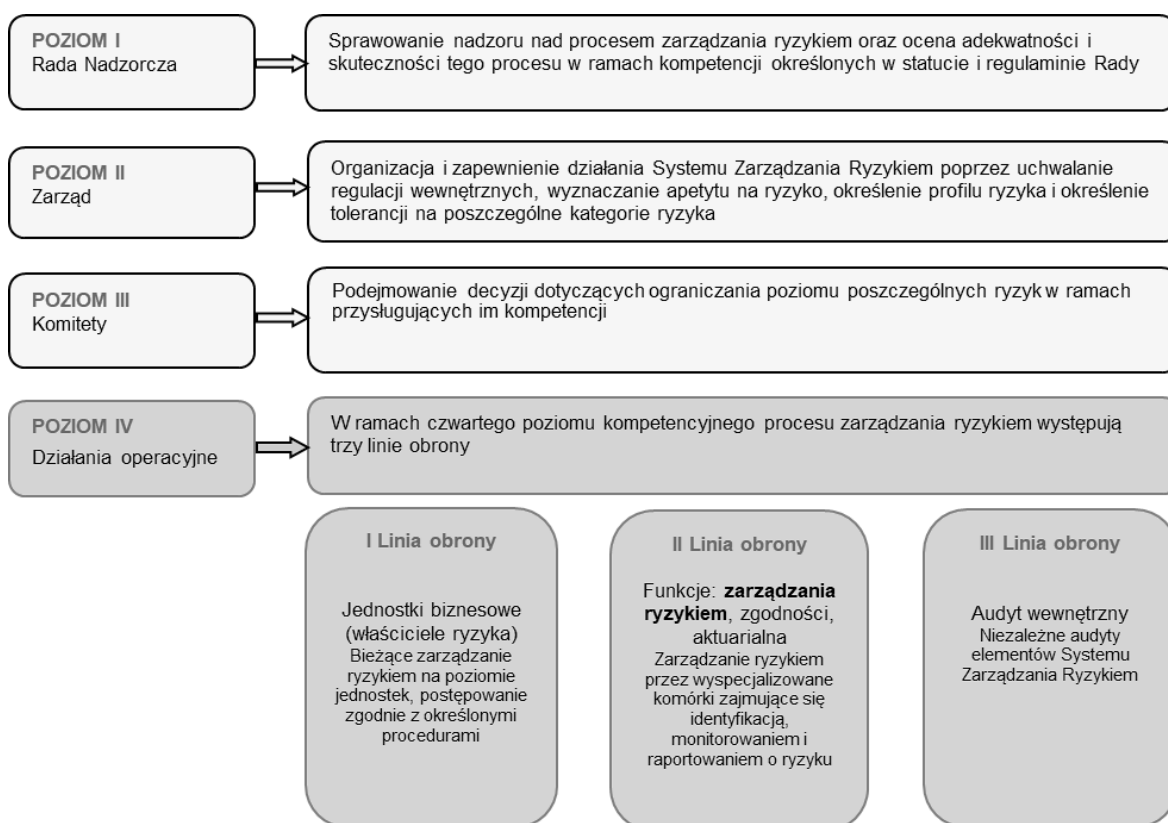 POZIOM I
Rada Nadzorcza
Sprawowanie nadzoru nad procesem zarządzania ryzykiem oraz ocena adekwatności i
skuteczności tego procesu w ramach kompetencji określonych w statucie i regulaminie Rady
POZIOM II
Zarząd
Organizacja i zapewnienie działania Systemu Zarządzania Ryzykiem poprzez uchwalanie
regulacji wewnętrznych, wyznaczanie apetytu na ryzyko, określenie profilu ryzyka i określenie
tolerancji na poszczególne kategorie ryzyka
POZIOM III
Komitety
Podejmowanie decyzji dotyczących ograniczania poziomu poszczególnych ryzyk w ramach
przysługujących im kompetencji
POZIOM IV
Działania operacyjne
W ramach czwartego poziomu kompetencyjnego procesu zarządzania ryzykiem występują
trzy linie obrony
I Linia obrony
Jednostki biznesowe
(właściciele ryzyka)
Bieżące zarządzanie
ryzykiem na poziomie
jednostek, postępowanie
zgodnie z określonymi
procedurami
II Linia obrony
Funkcje: zarządzania
ryzykiem, zgodności,
aktuarialna
Zarządzanie ryzykiem
przez wyspecjalizowane
komórki zajmujące się
identyfikacją,
monitorowaniem i
raportowaniem o ryzyku
III Linia obrony
Audyt wewnętrzny
Niezależne audyty
elementów Systemu
Zarządzania Ryzykiem